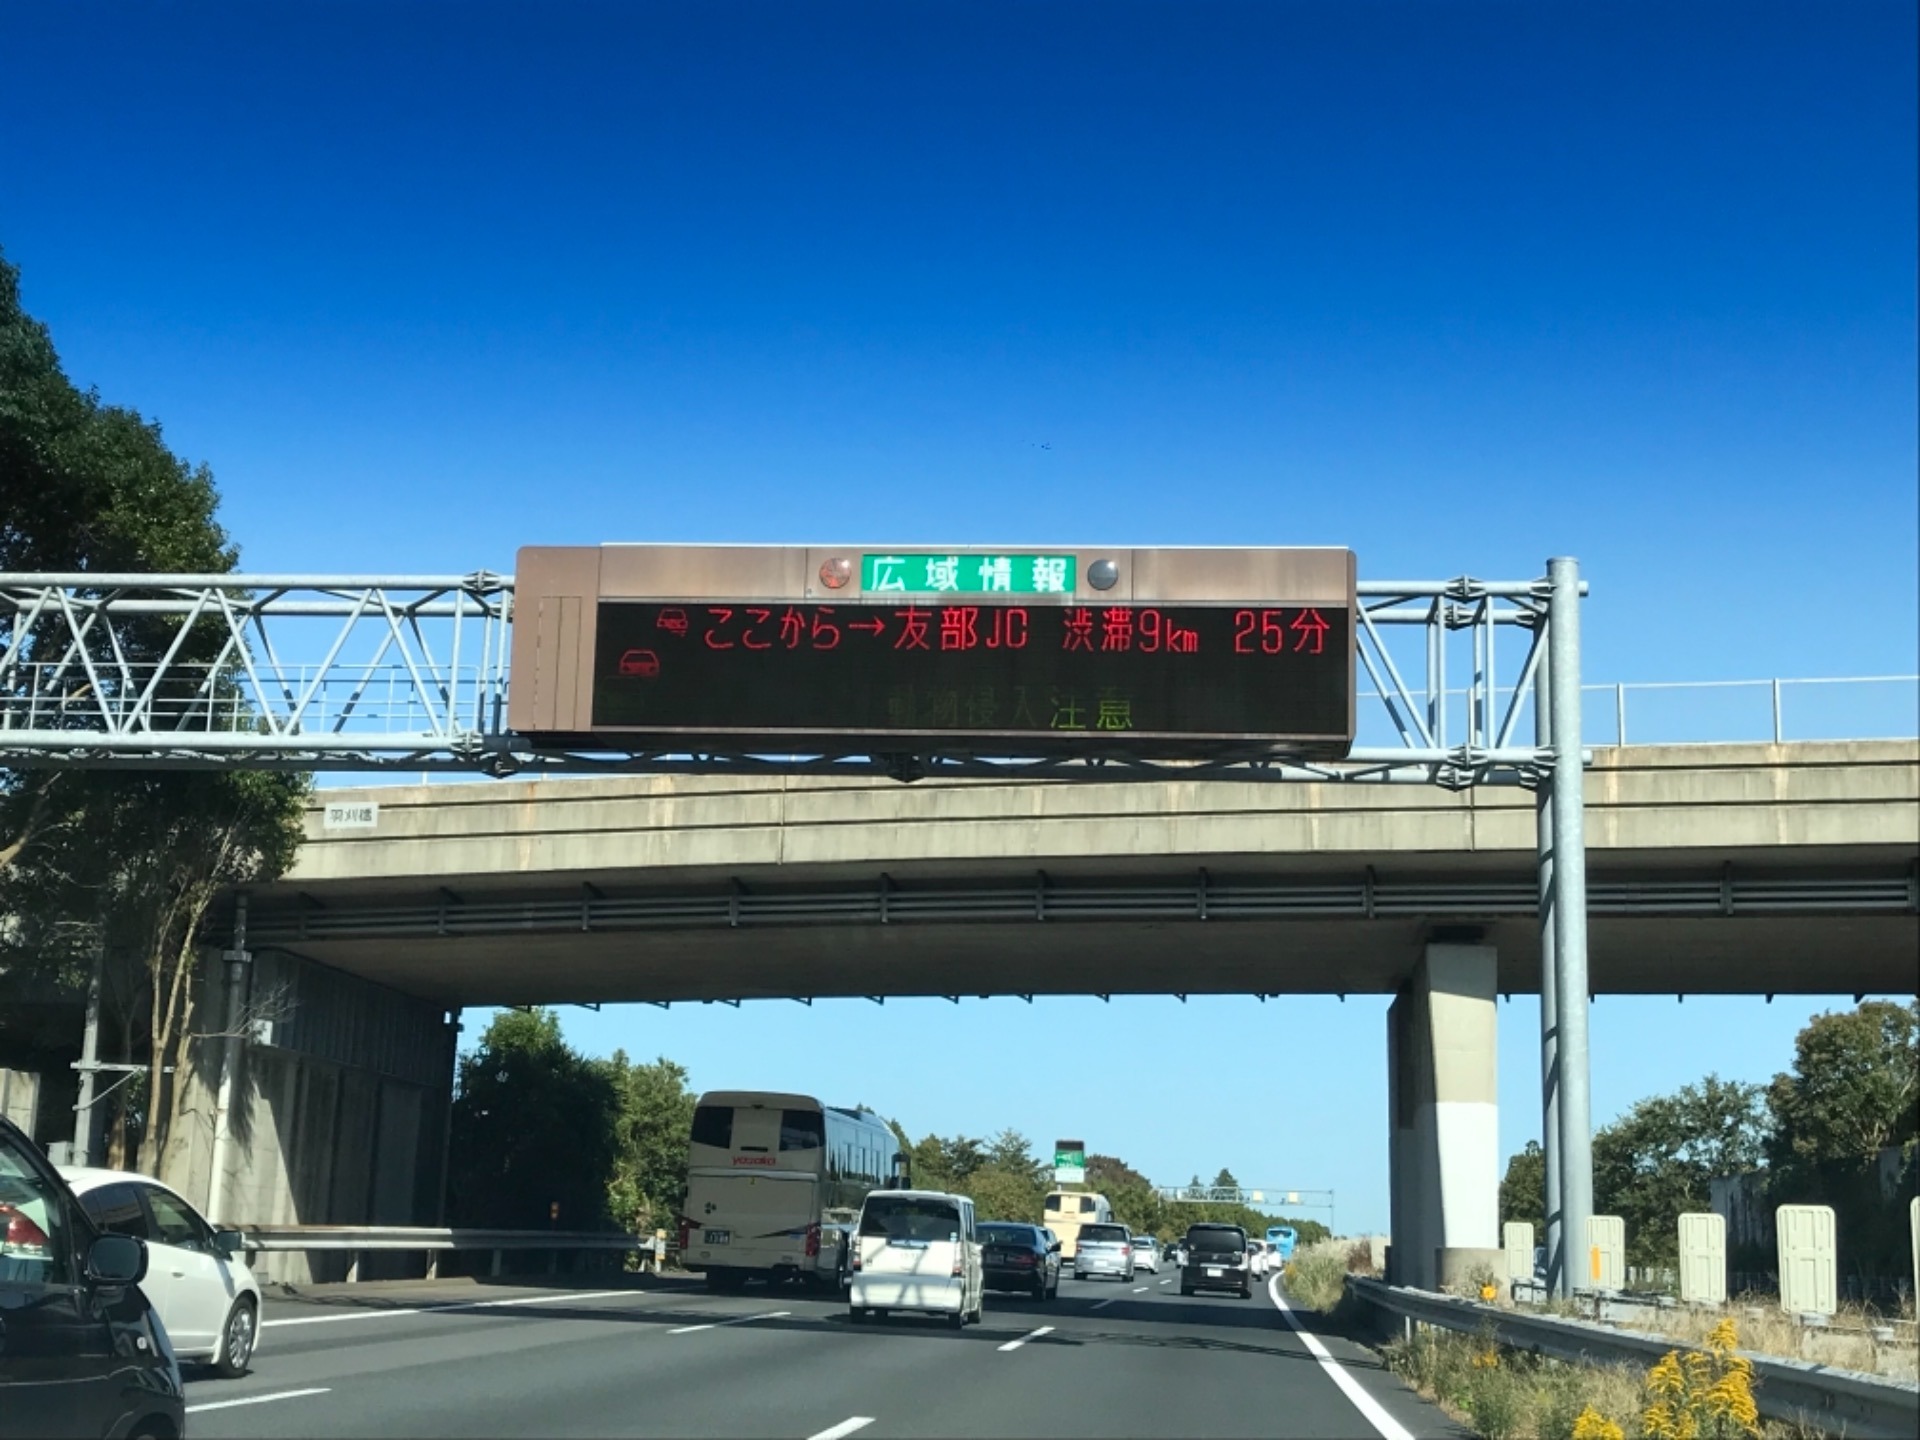 広域情報
ここから→友部JC 渋滞9km 25分
動物侵入注意
羽刈橋
yazaka